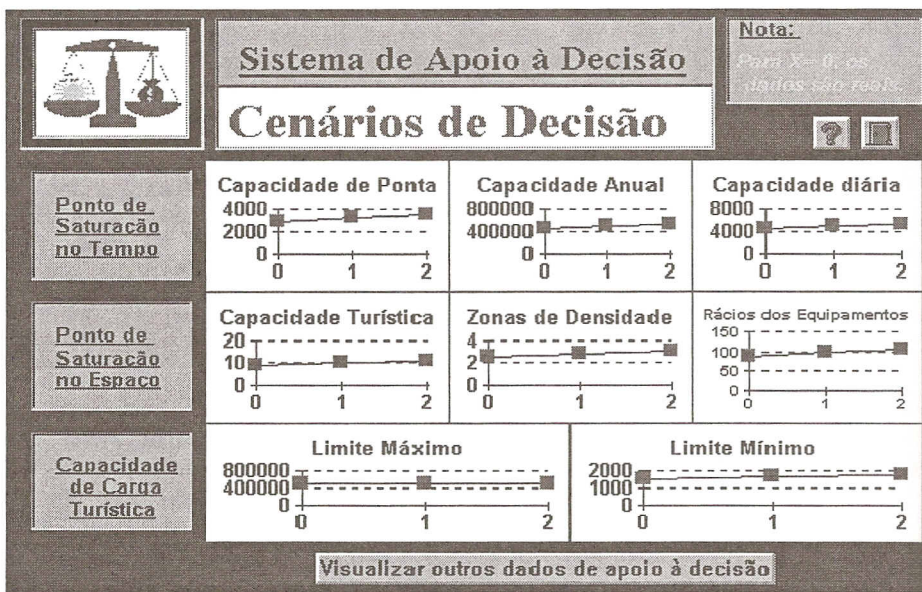 Sistema de Apoio à Decisão
Cenários de Decisão
Nota:
Para X= 0, os
dados são reais.
?
Ponto de
Saturação
no Tempo
Capacidade de Ponta
4000
2000
0
0 1 2
Capacidade Anual
800000
400000
0
0 1 2
Capacidade diária
8000
4000
0
0 1 2
Ponto de
Saturação
no Espaço
Capacidade Turística
20
10
0
0 1 2
Zonas de Densidade
4
2
0
0 1 2
Rácios dos Equipamentos
150
100
50
0
0 1 2
Capacidade
de Carga
Turística
Limite Máximo
800000
400000
0
0 1 2
Limite Mínimo
2000
1000
0
0 1 2
Visualizar outros dados de apoio à decisão